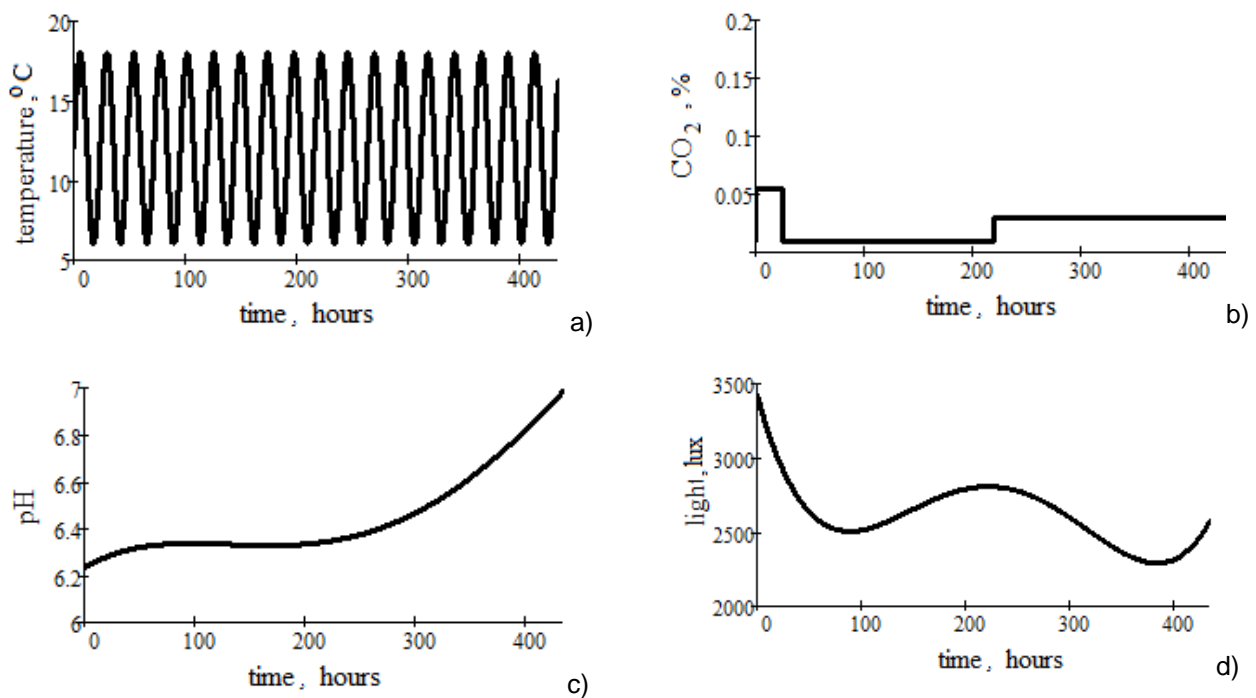 20
15
10
5
temperature, °C
0 100 200 300 400
time, hours
a)
0.2
0.15
0.1
0.05
CO2, %
0 100 200 300 400
time, hours
b)
7
6.8
6.6
6.4
6.2
6
pH
0 100 200 300 400
time, hours
c)
3500
3000
2500
2000
light, lux
0 100 200 300 400
time, hours
d)